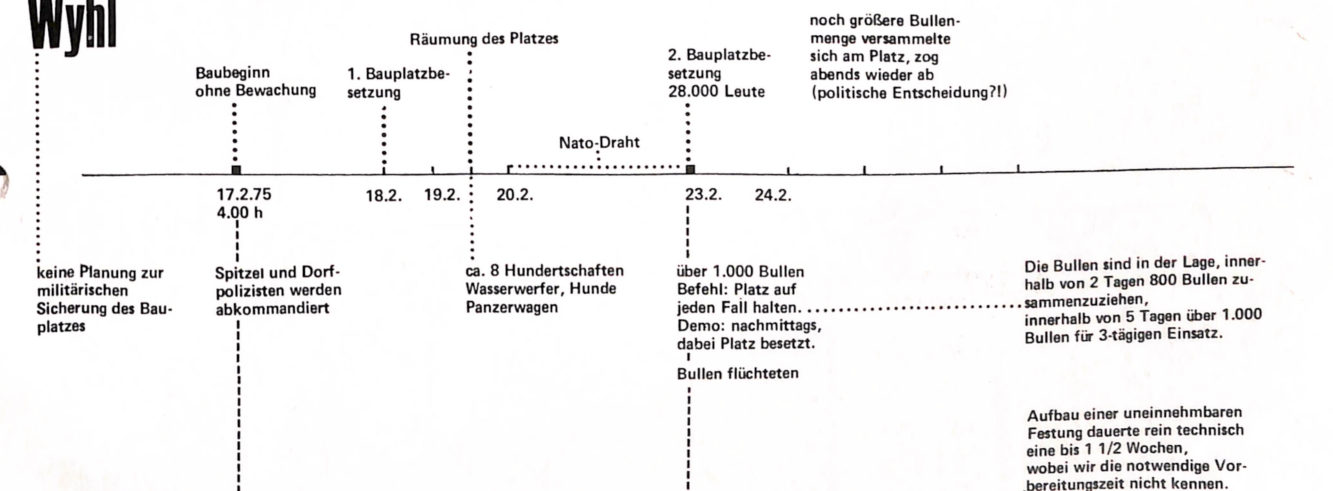 Wyhl
Baubeginn
ohne Bewachung
1. Bauplatzbe-
setzung
Räumung des Platzes
Nato-Draht
2. Bauplatzbe-
setzung
28.000 Leute
noch größere Bullen-
menge versammelte
sich am Platz, zog
abends wieder ab
(politische Entscheidung?!)
17.2.75
4.00 h
18.2.
19.2.
20.2.
23.2.
24.2.
keine Planung zur
militärischen
Sicherung des Bau-
platzes
Spitzel und Dorf-
polizisten werden
abkommandiert
ca. 8 Hundertschaften
Wasserwerfer, Hunde
Panzerwagen
über 1.000 Bullen
Befehl: Platz auf
jeden Fall halten.
Demo: nachmittags,
dabei Platz besetzt.
Bullen flüchteten
Die Bullen sind in der Lage, inner-
halb von 2 Tagen 800 Bullen zu-
sammenzuziehen,
innerhalb von 5 Tagen über 1.000
Bullen für 3-tägigen Einsatz.
Aufbau einer uneinnehmbaren
Festung dauerte rein technisch
eine bis 1 1/2 Wochen,
wobei wir die notwendige Vor-
bereitungszeit nicht kennen.